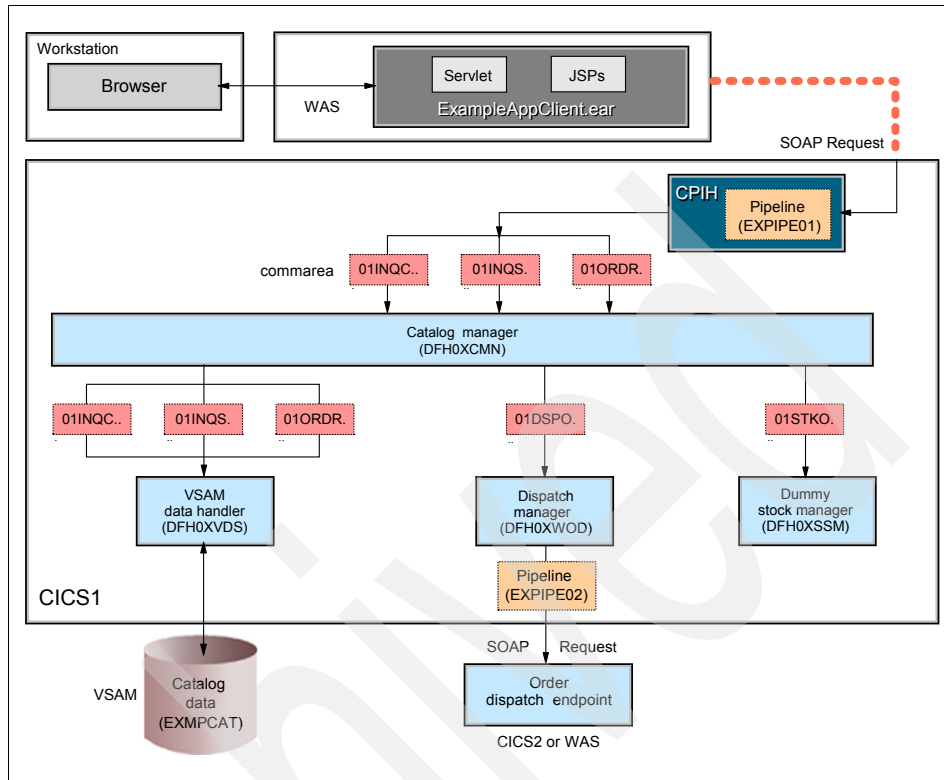 Workstation
Browser
WAS
Servlet
JSPs
ExampleAppClient.ear
SOAP Request
CPIH
Pipeline
(EXPIPE01)
commarea
01INQC..
01INQS.
01ORDR.
Catalog manager
(DFH0XCMN)
01INQC..
01INQS.
01ORDR.
01DSPO.
01STKO.
VSAM
data handler
(DFH0XVDS)
Dispatch
manager
(DFH0XWOD)
Dummy
stock manager
(DFH0XSSM)
Pipeline
(EXPIPE02)
CICS1
SOAP Request
VSAM
Catalog
data
(EXMPCAT)
Order
dispatch endpoint
CICS2 or WAS